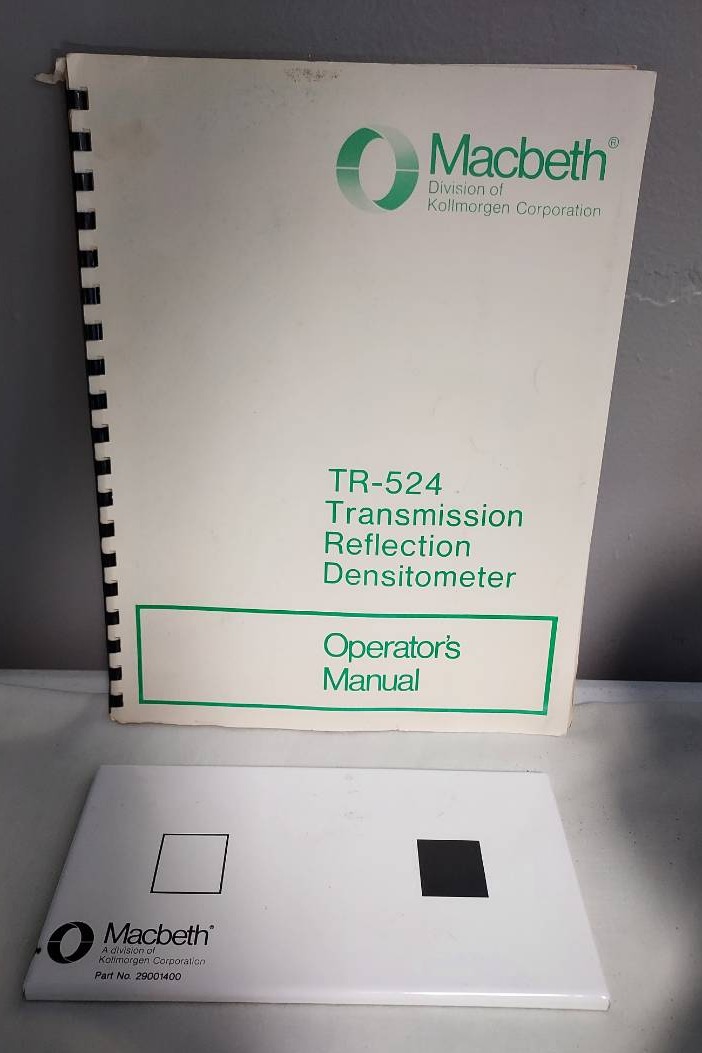 Macbeth®
Division of
Kollmorgen Corporation
TR-524
Transmission
Reflection
Densitometer
Operator's
Manual
Macbeth®
A division of
Kollmorgen Corporation
Part No. 29001400